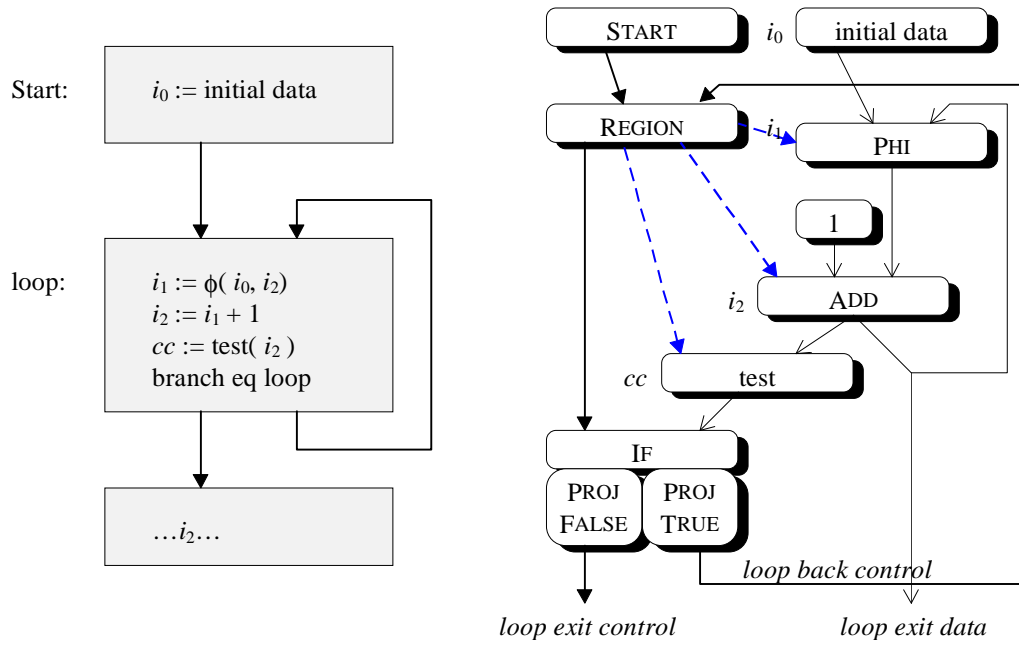 Start:
i0 := initial data
loop:
i1 := ϕ( i0, i2)
i2 := i1 + 1
cc := test( i2 )
branch eq loop
…i2…
START
i0
initial data
REGION
i1
PHI
1
i2
ADD
cc
test
IF
PROJ
FALSE
PROJ
TRUE
loop back control
loop exit control
loop exit data